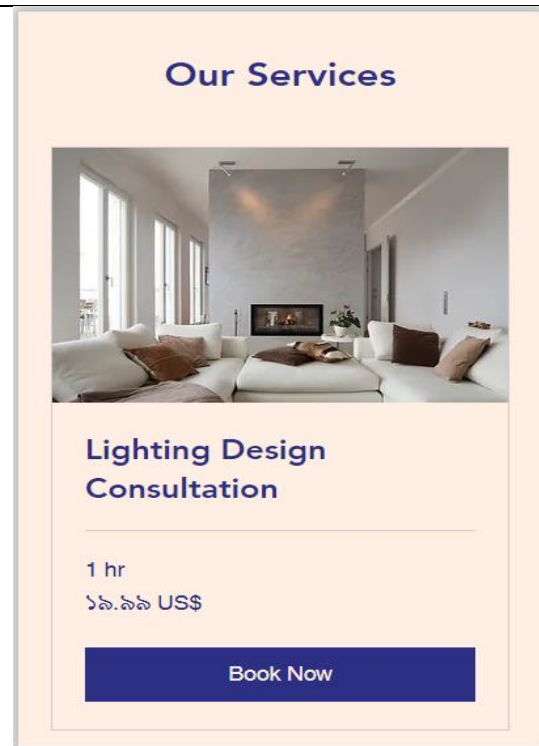 Our Services
Lighting Design
Consultation
1 hr
১৯.৯৯ US$
Book Now